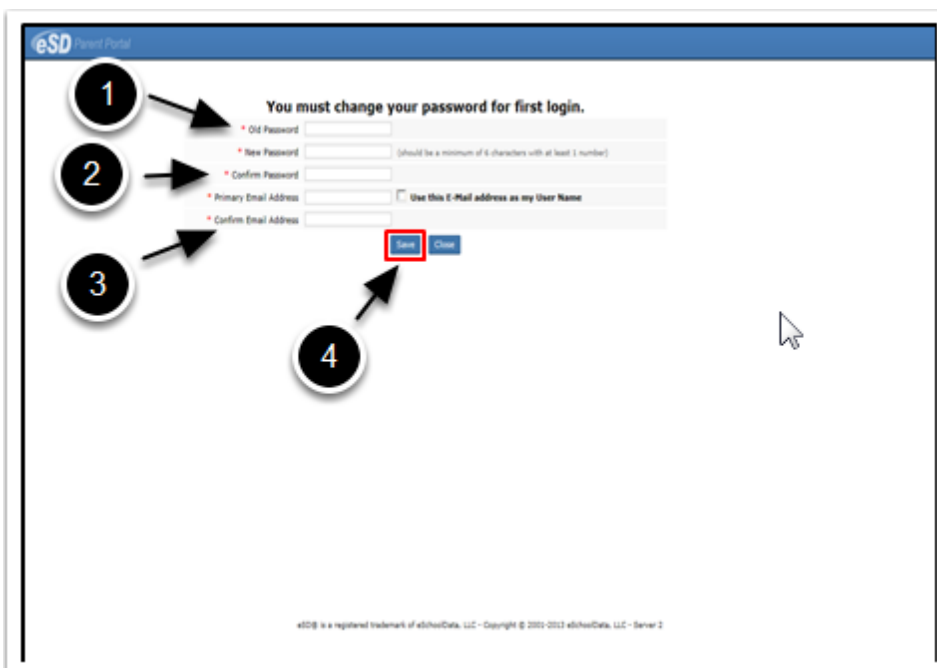 eSD Parent Portal
1
You must change your password for first login.
* Old Password
* New Password (should be a minimum of 6 characters with at least 1 number)
2
* Confirm Password
* Primary Email Address Use this E-Mail address as my User Name
* Confirm Email Address
Save Close
3
4
eSD® is a registered trademark of eSchoolData, LLC - Copyright © 2001-2013 eSchoolData, LLC - Server 2